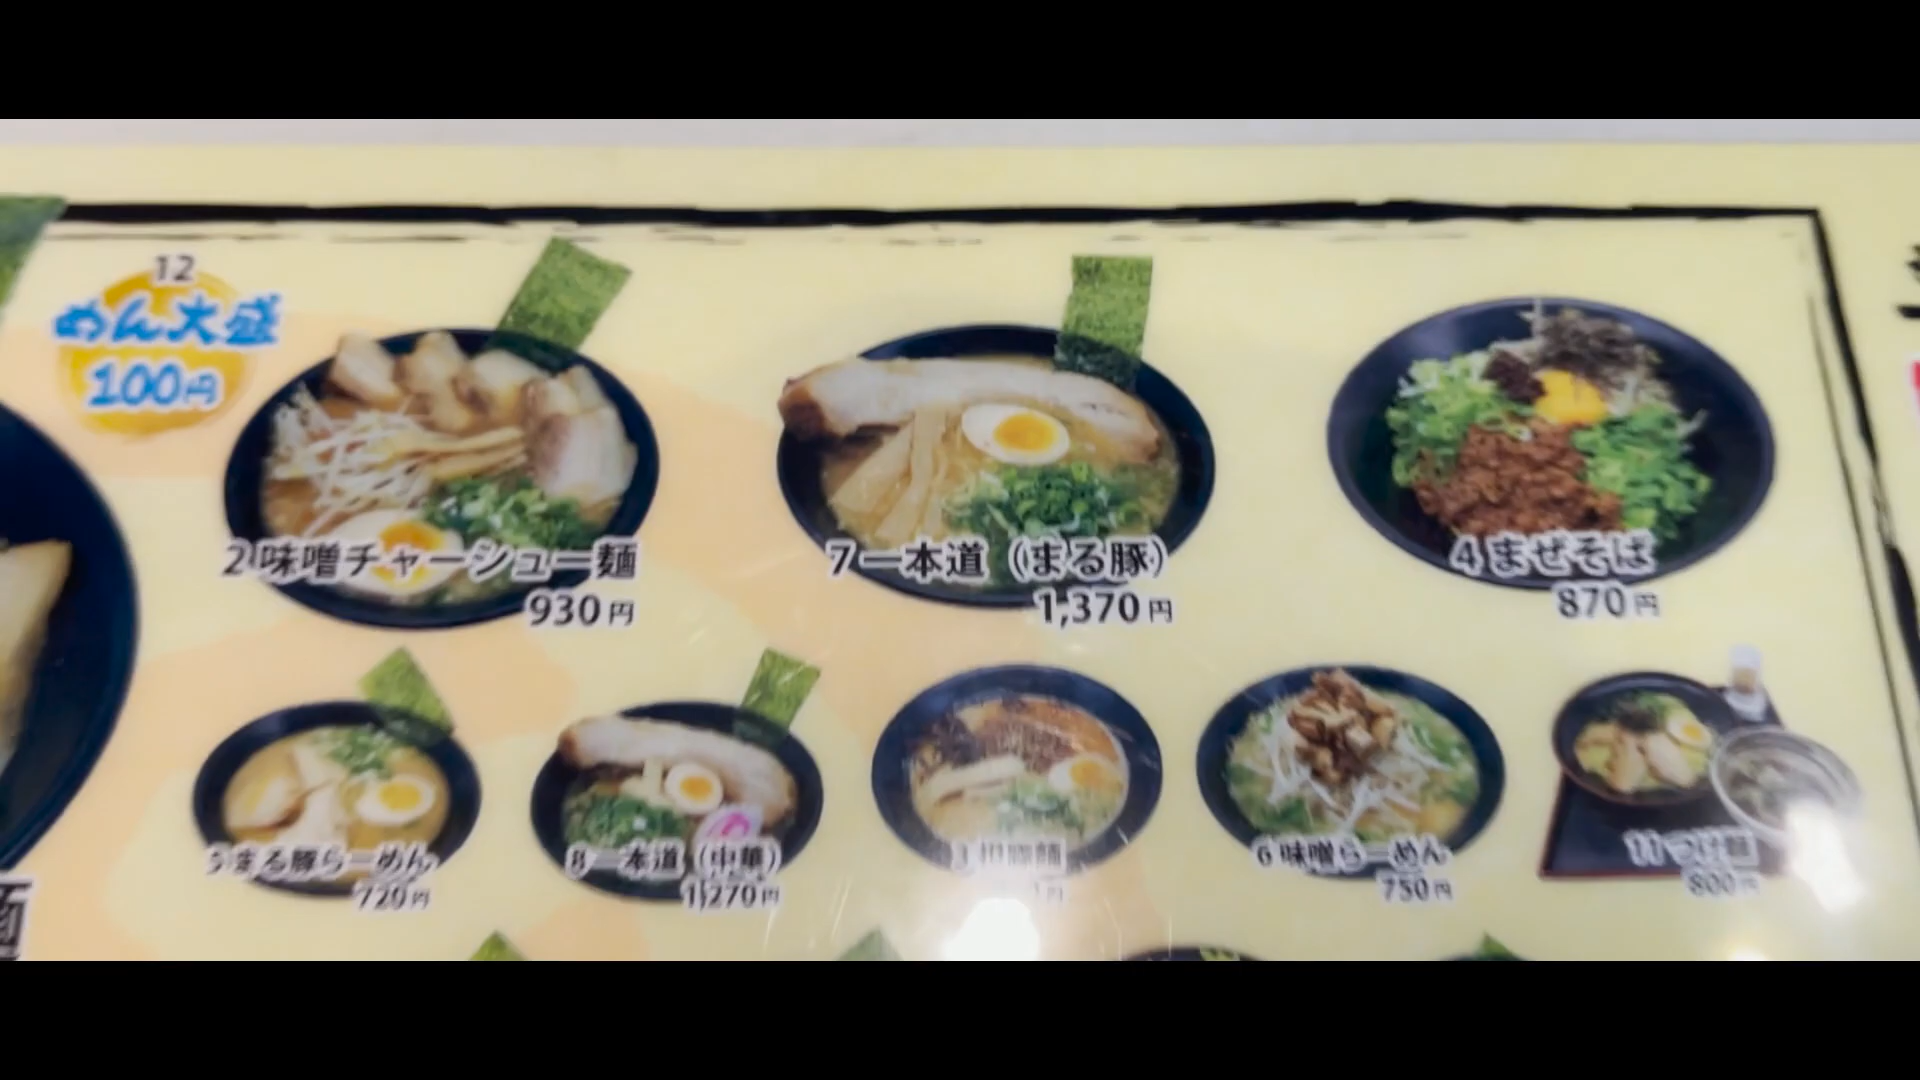 12
めん大盛
100円
2 味噌チャーシュー麺
930円
7 一本道（まる豚）
1,370円
4 まぜそば
870円
5 まる豚らーめん
720円
8 一本道（中華）
1,270円
6 味噌らーめん
750円
11 つけ麺
800円